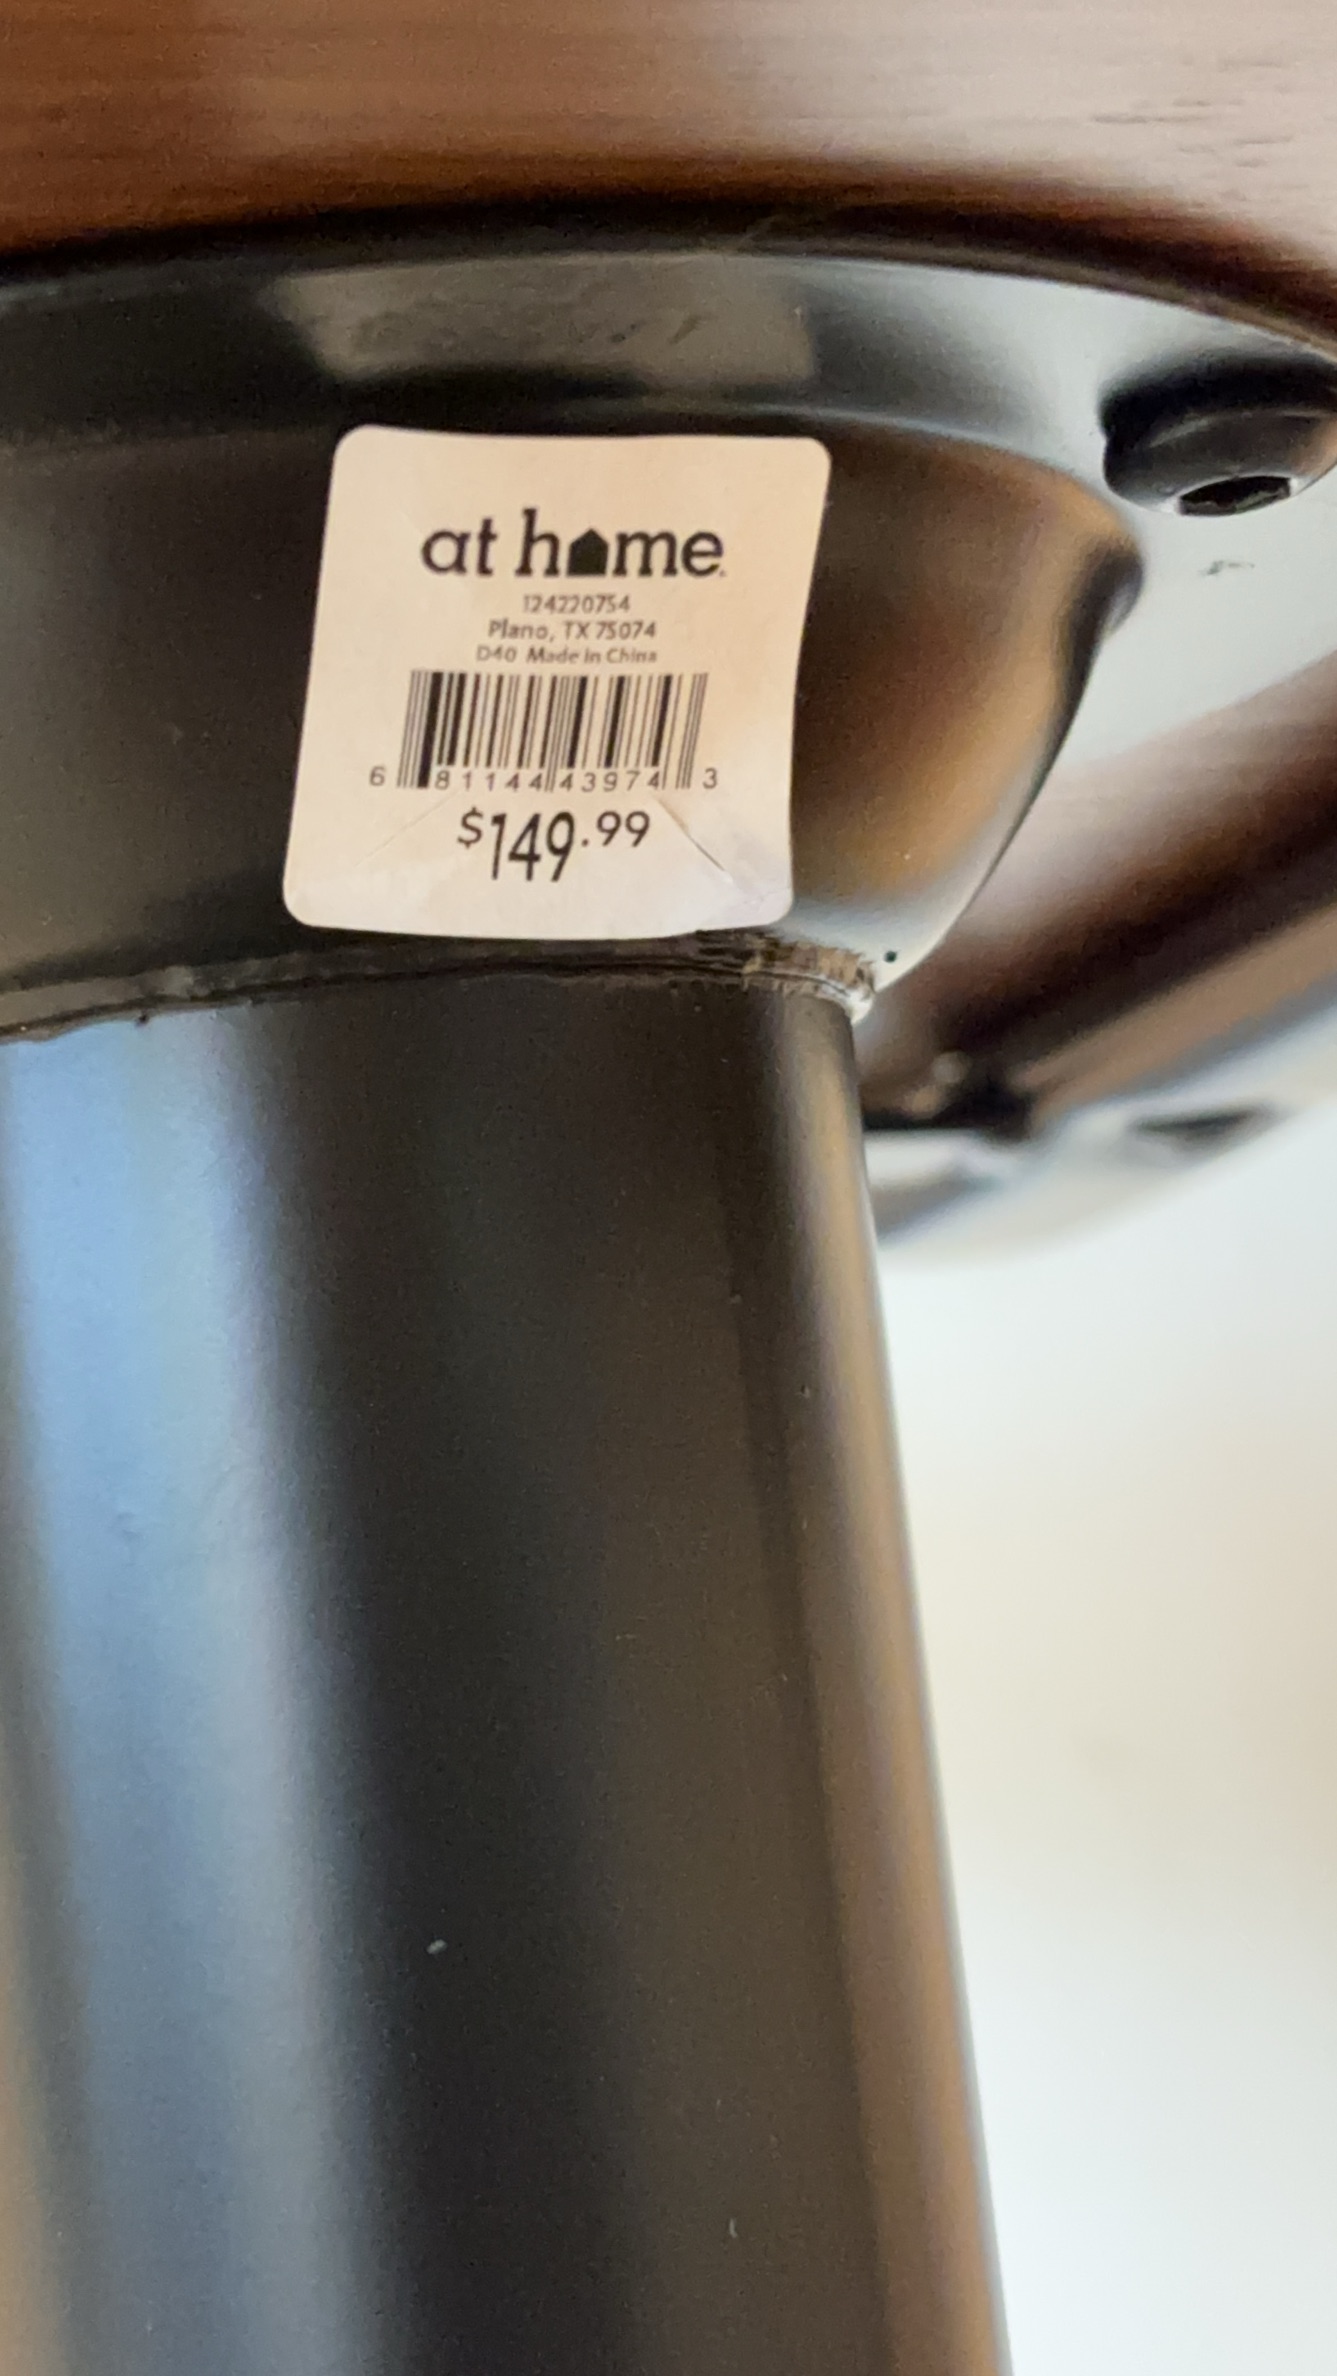 at home
124220754
Plano, TX 75074
D40 Made in China
6 81144 43974 3
$149.99